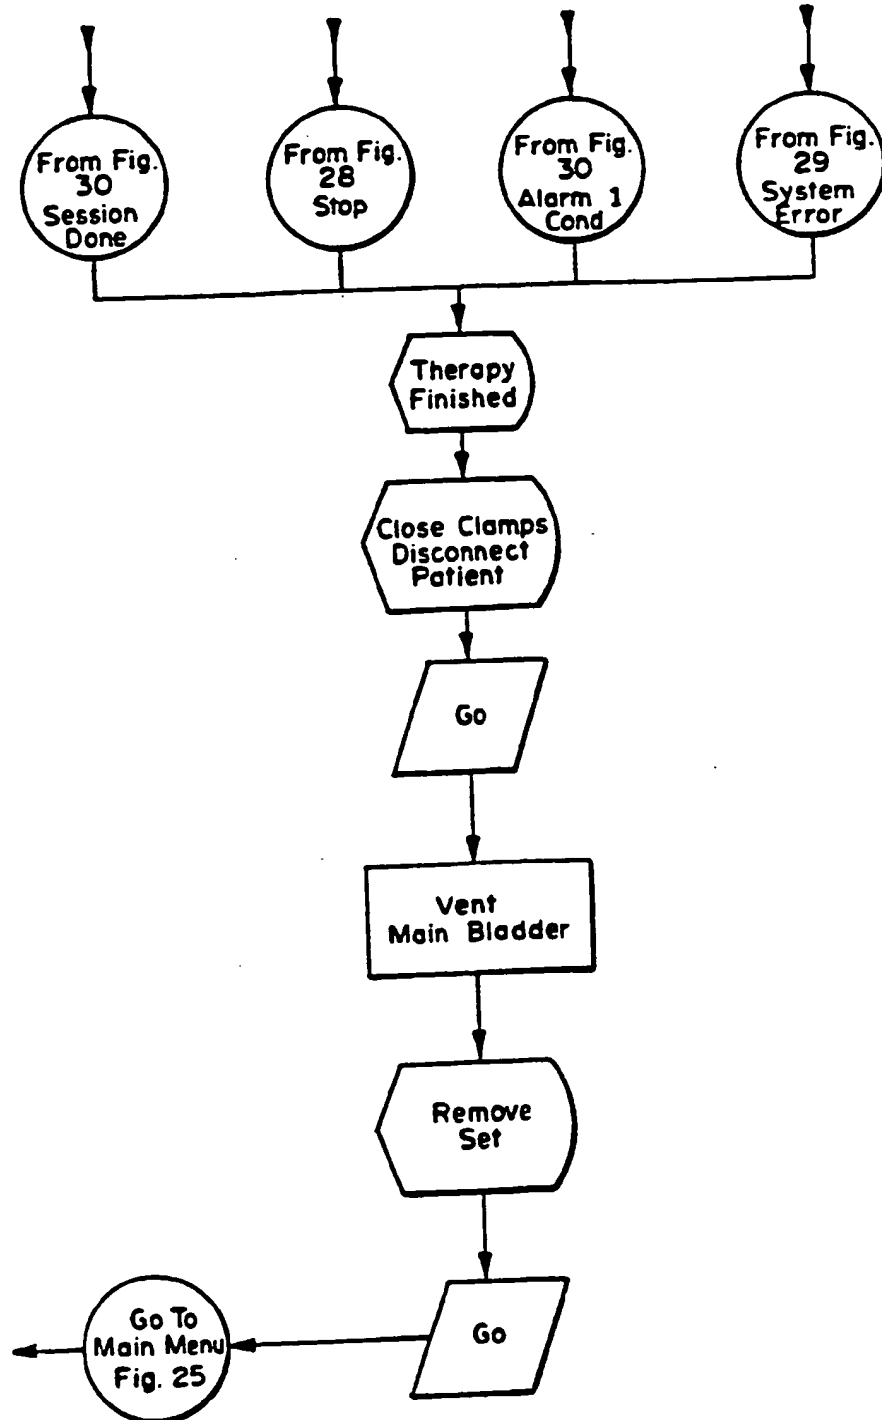 From Fig.
30
Session
Done
From Fig.
28
Stop
From Fig.
30
Alarm 1
Cond
From Fig.
29
System
Error
Therapy
Finished
Close Clamps
Disconnect
Patient
Go
Vent
Main Bladder
Remove
Set
Go
Go To
Main Menu
Fig. 25